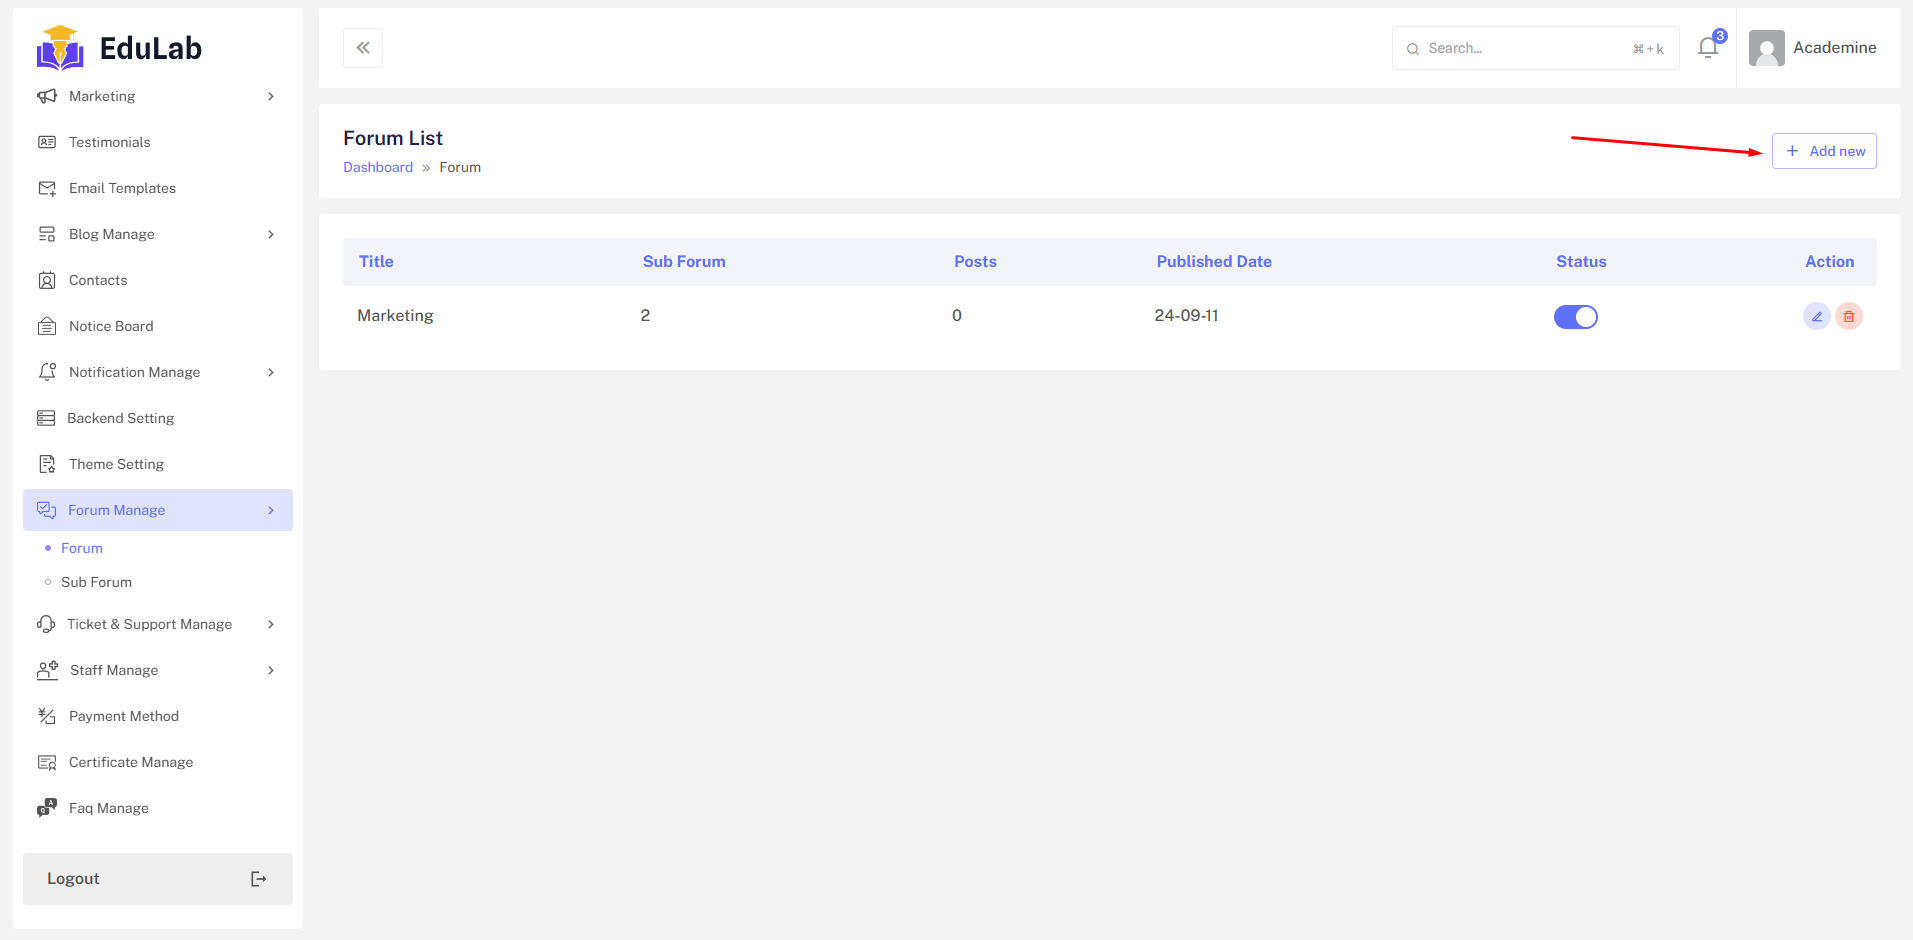 EduLab
Marketing
Testimonials
Email Templates
Blog Manage
Contacts
Notice Board
Notification Manage
Backend Setting
Theme Setting
Forum Manage
Forum
Sub Forum
Ticket & Support Manage
Staff Manage
Payment Method
Certificate Manage
Faq Manage
Logout
Search... ⌘+k
3
Academine
Forum List
Dashboard » Forum
+ Add new
Title Sub Forum Posts Published Date Status Action
Marketing 2 0 24-09-11